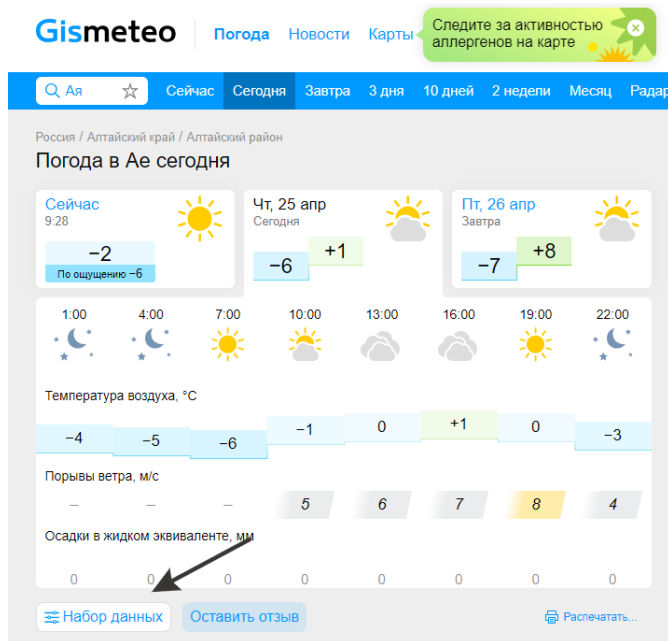 Gismeteo Погода Новости Карты
Следите за активностью
аллергенов на карте
Ая Сейчас Сегодня Завтра 3 дня 10 дней 2 недели Месяц Радар
Россия / Алтайский край / Алтайский район
Погода в Ае сегодня
Сейчас Чт, 25 апр Пт, 26 апр
9:28 Сегодня Завтра
−2 −6 +1 −7 +8
По ощущению −6
1:00 4:00 7:00 10:00 13:00 16:00 19:00 22:00
Температура воздуха, °C
−4 −5 −6 −1 0 +1 0 −3
Порывы ветра, м/с
– – – 5 6 7 8 4
Осадки в жидком эквиваленте, мм
0 0 0 0 0 0 0 0
Набор данных Оставить отзыв Распечатать...